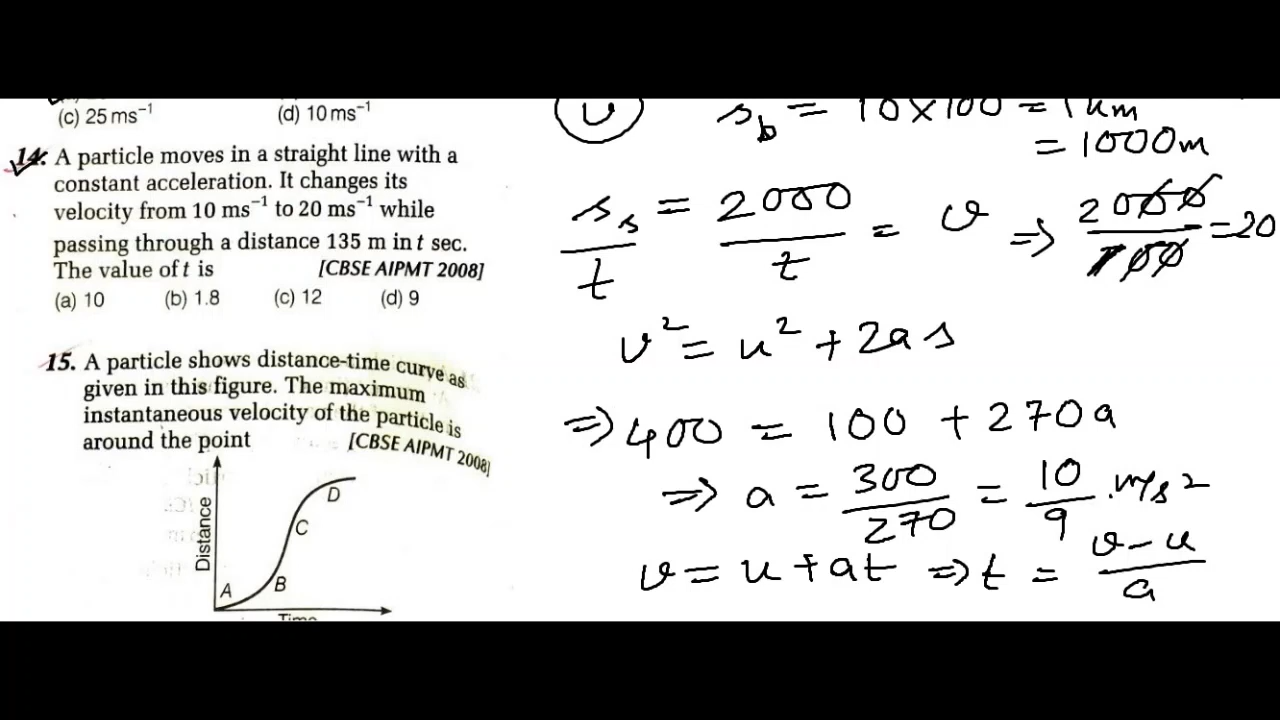 (c) 25 ms⁻¹ (d) 10 ms⁻¹
14. A particle moves in a straight line with a
constant acceleration. It changes its
velocity from 10 ms⁻¹ to 20 ms⁻¹ while
passing through a distance 135 m in t sec.
The value of t is [CBSE AIPMT 2008]
(a) 10 (b) 1.8 (c) 12 (d) 9
15. A particle shows distance-time curve as
given in this figure. The maximum
instantaneous velocity of the particle is
around the point [CBSE AIPMT 2008]
Distance
A
B
C
D
Time
s_b = 10×100 = 1 km
= 1000m
s_s/t = 2000/t = v ⇒ 2000/100 = 20
v² = u² + 2as
⇒ 400 = 100 + 270a
⇒ a = 300/270 = 10/9 m/s²
v = u + at ⇒ t = v-u/a